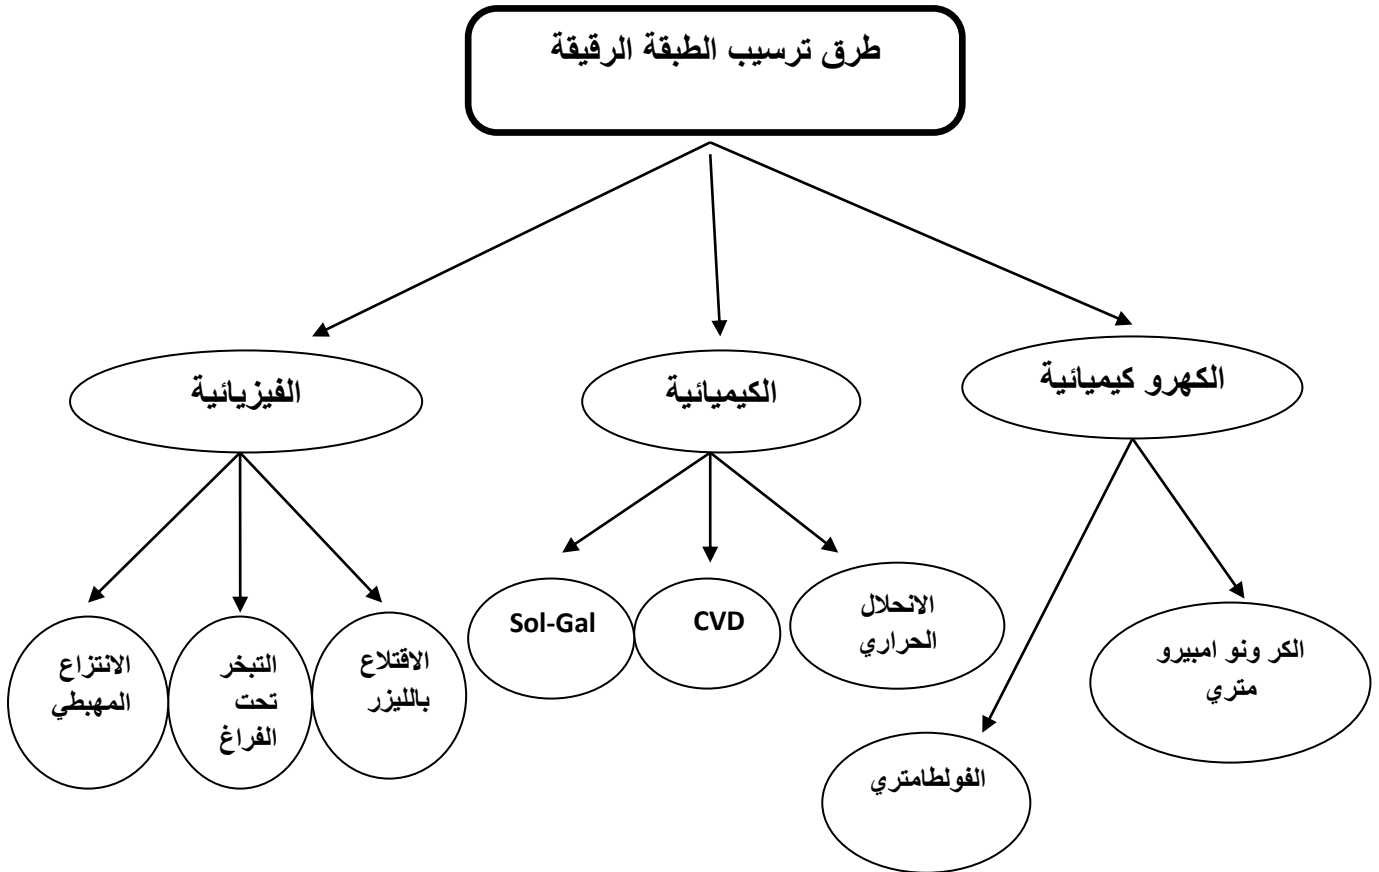 طرق ترسيب الطبقة الرقيقة
الكهرو كيميائية
الكيميائية
الفيزيائية
الكر ونو امبيرو
متري
الفولطامتري
الانحلال
الحراري
CVD
Sol-Gal
الاقتلاع
بالليزر
التبخر
تحت
الفراغ
الانتزاع
المهبطي